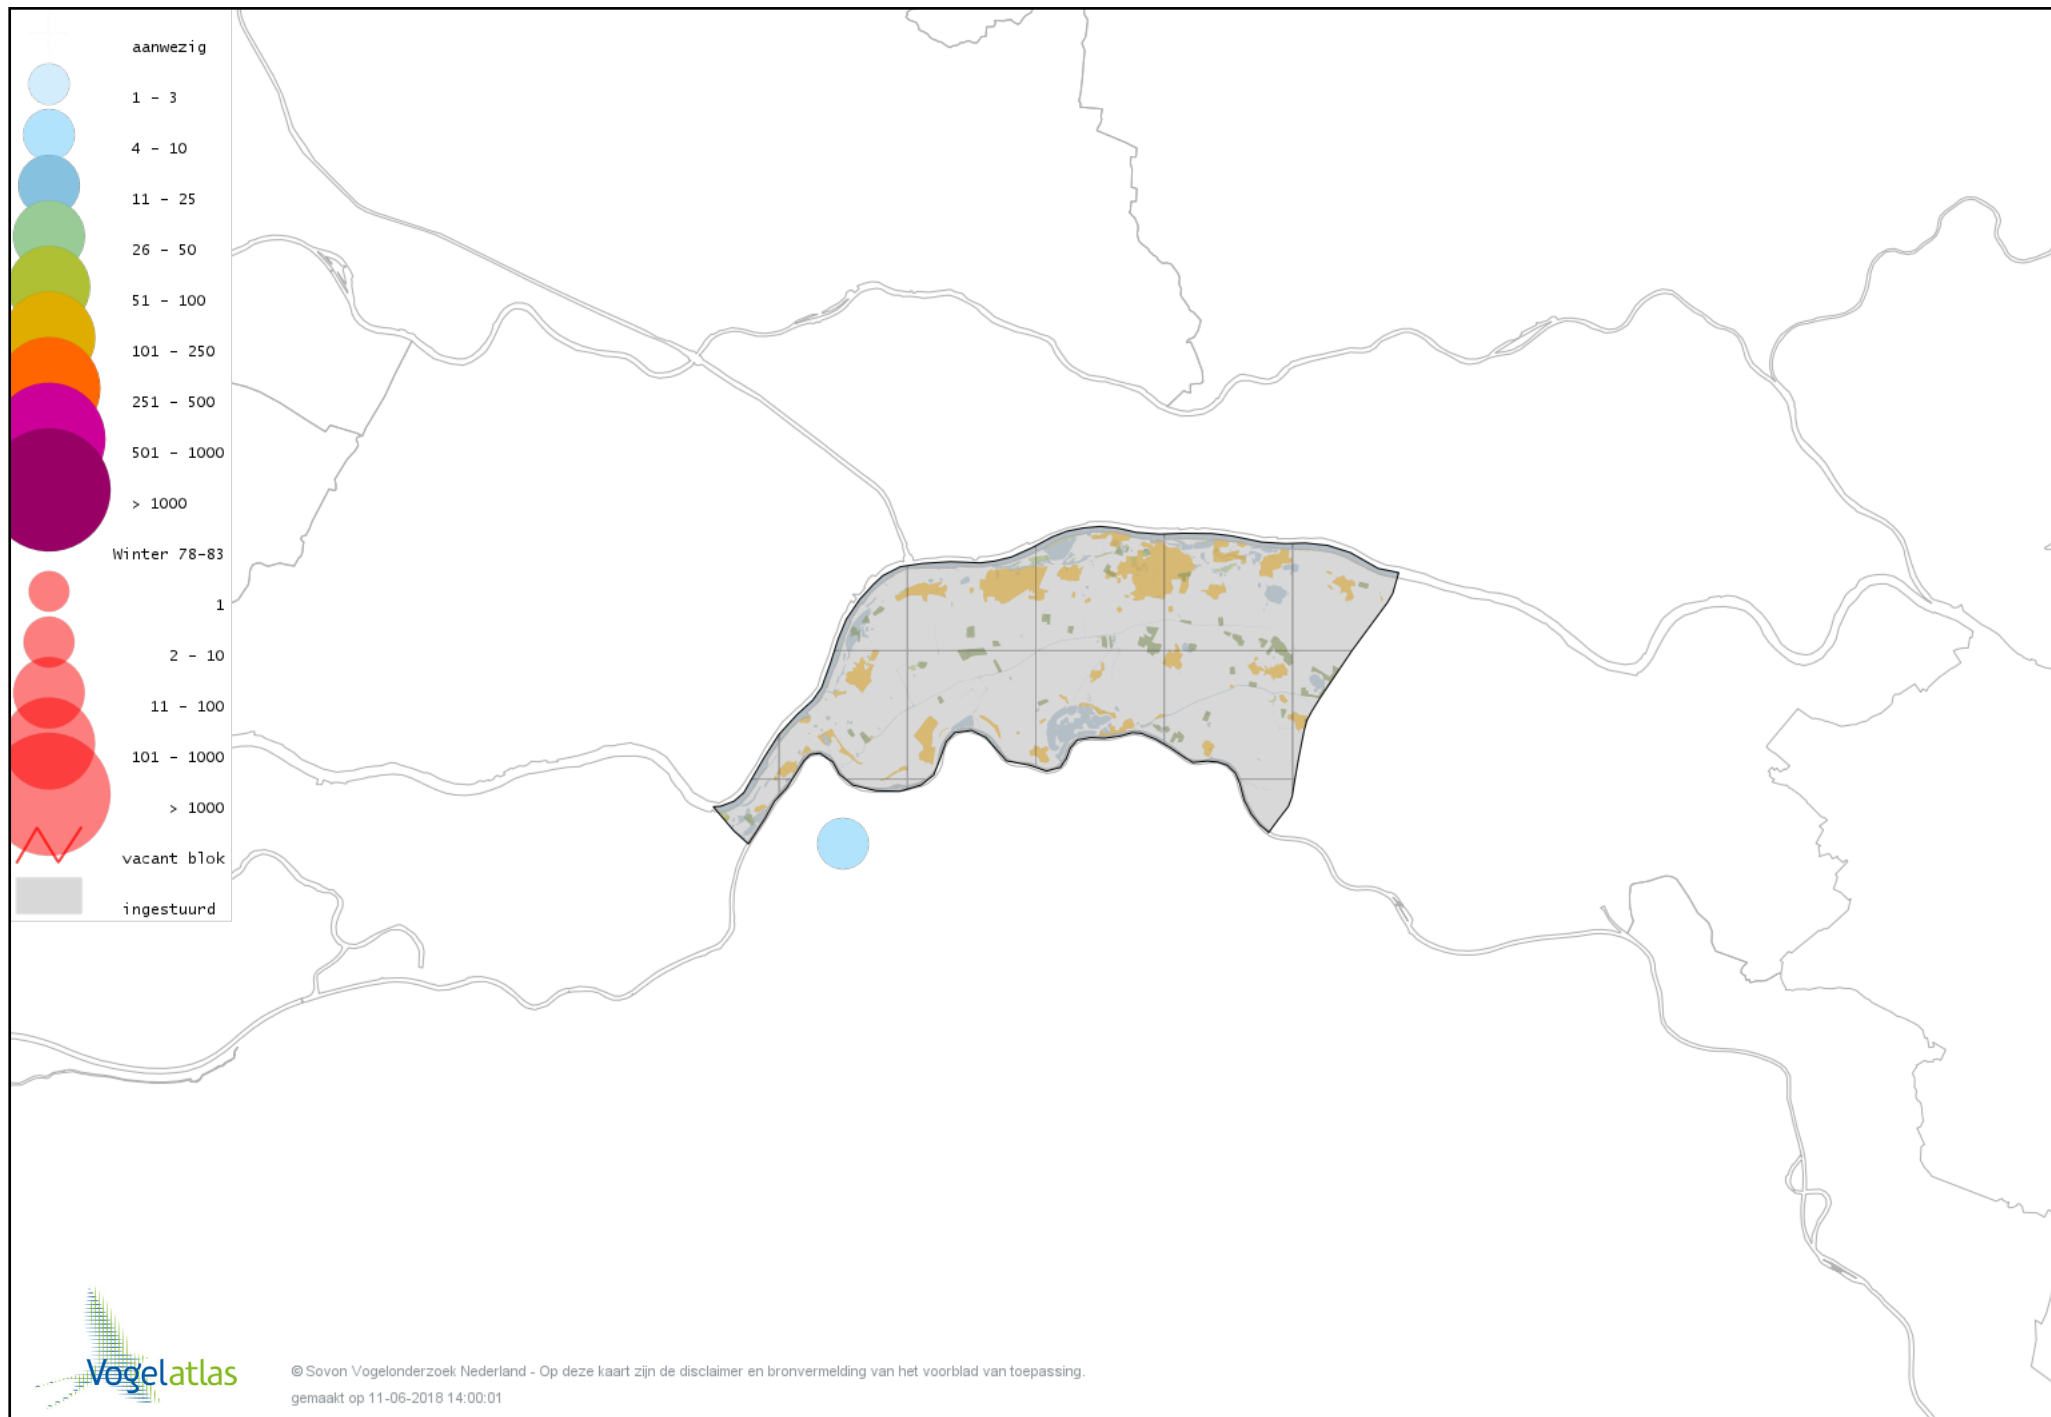 aanwezig
1 - 3
4 - 10
11 - 25
26 - 50
51 - 100
101 - 250
251 - 500
501 - 1000
> 1000
Winter 78-83
1
2 - 10
11 - 100
101 - 1000
> 1000
vacant blok
ingestuurd
Vogelatlas
© Sovon Vogelonderzoek Nederland - Op deze kaart zijn de disclaimer en bronvermelding van het voorblad van toepassing.
gemaakt op 11-06-2018 14:00:01